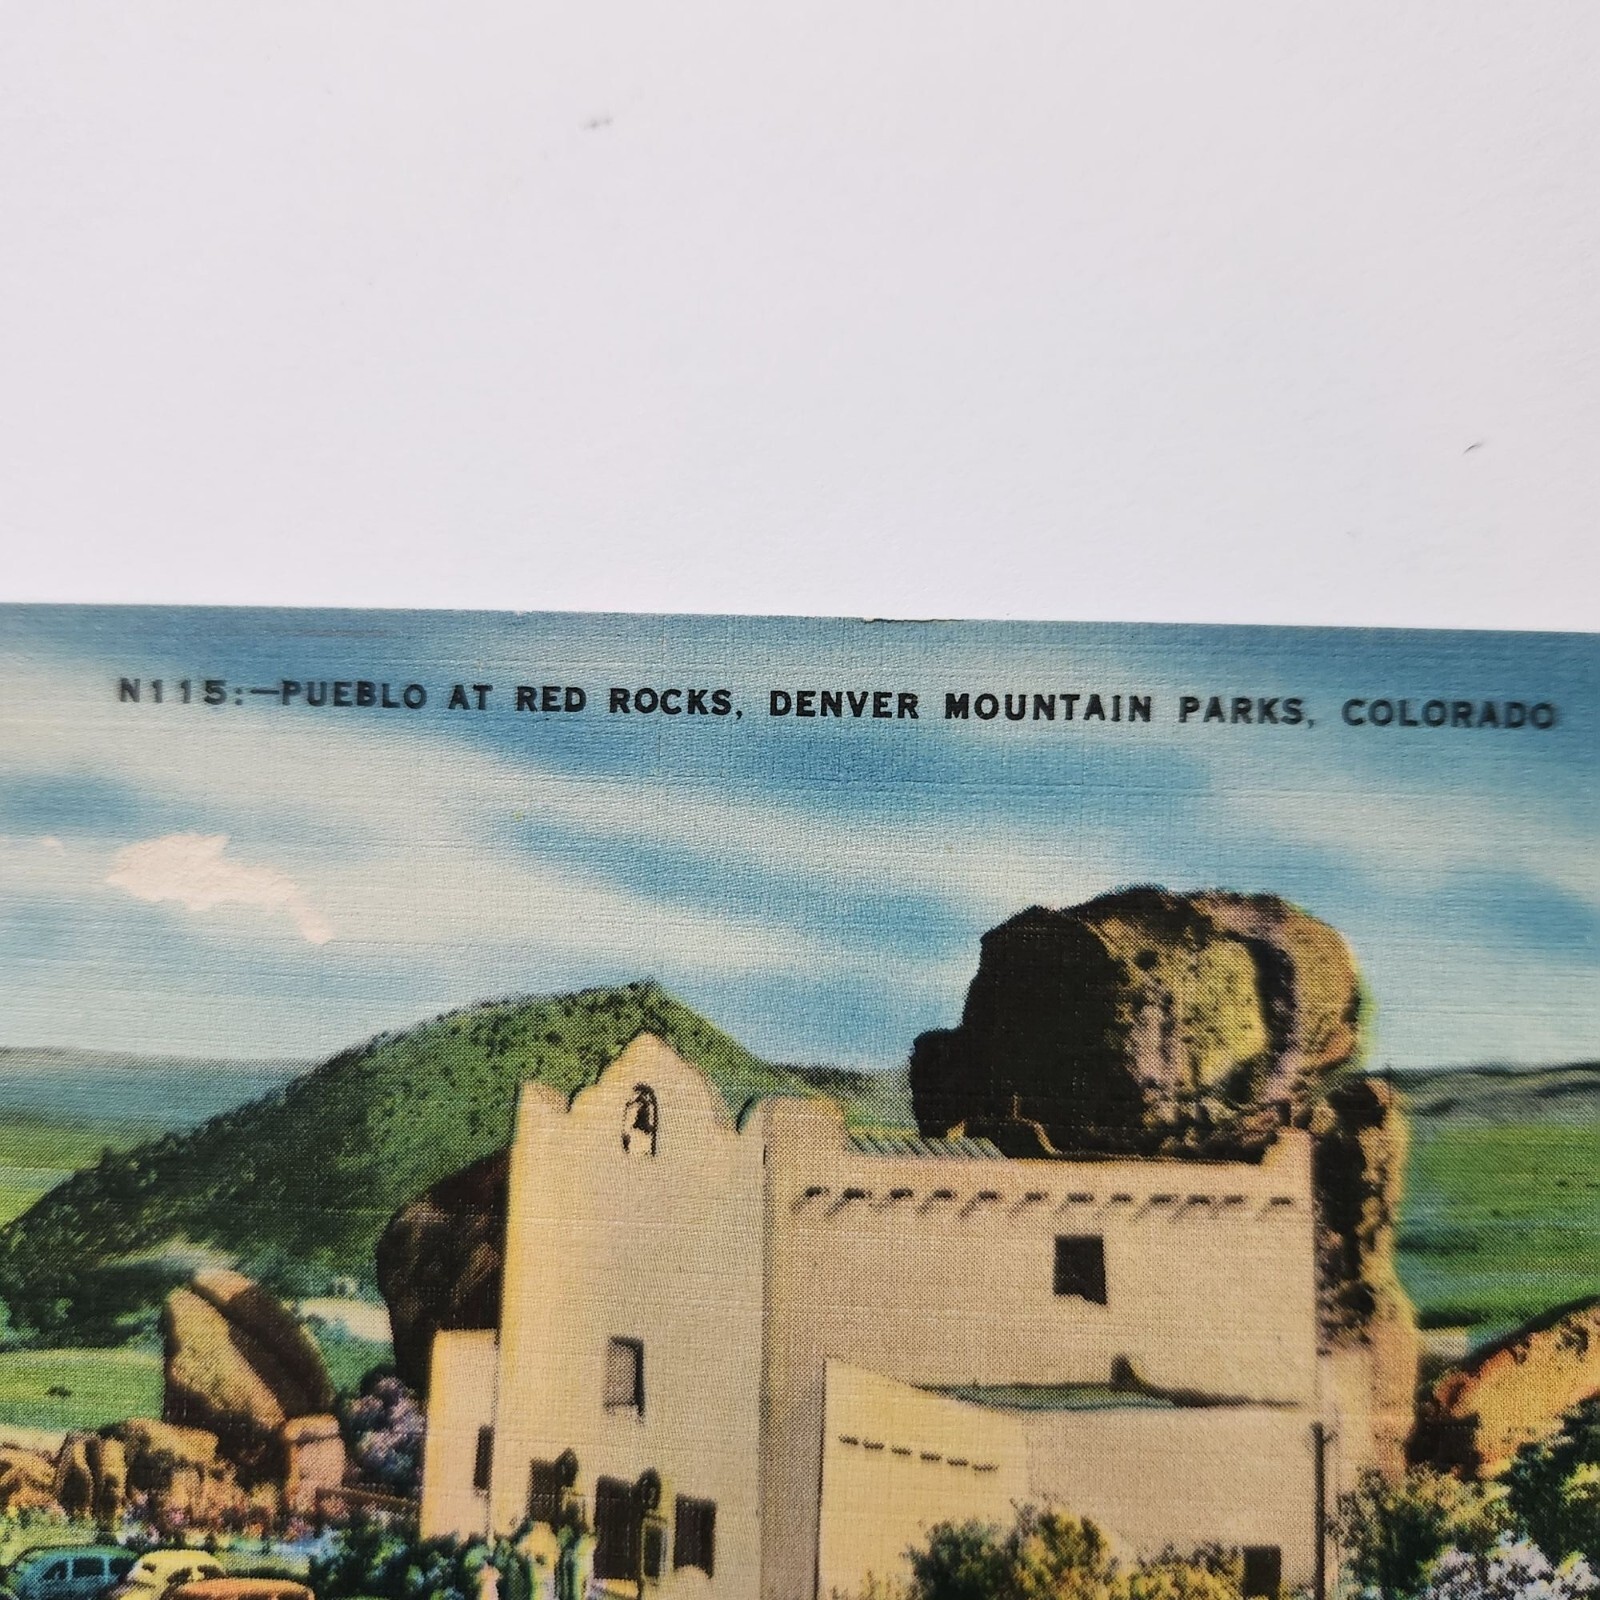 N115:—PUEBLO AT RED ROCKS, DENVER MOUNTAIN PARKS, COLORADO